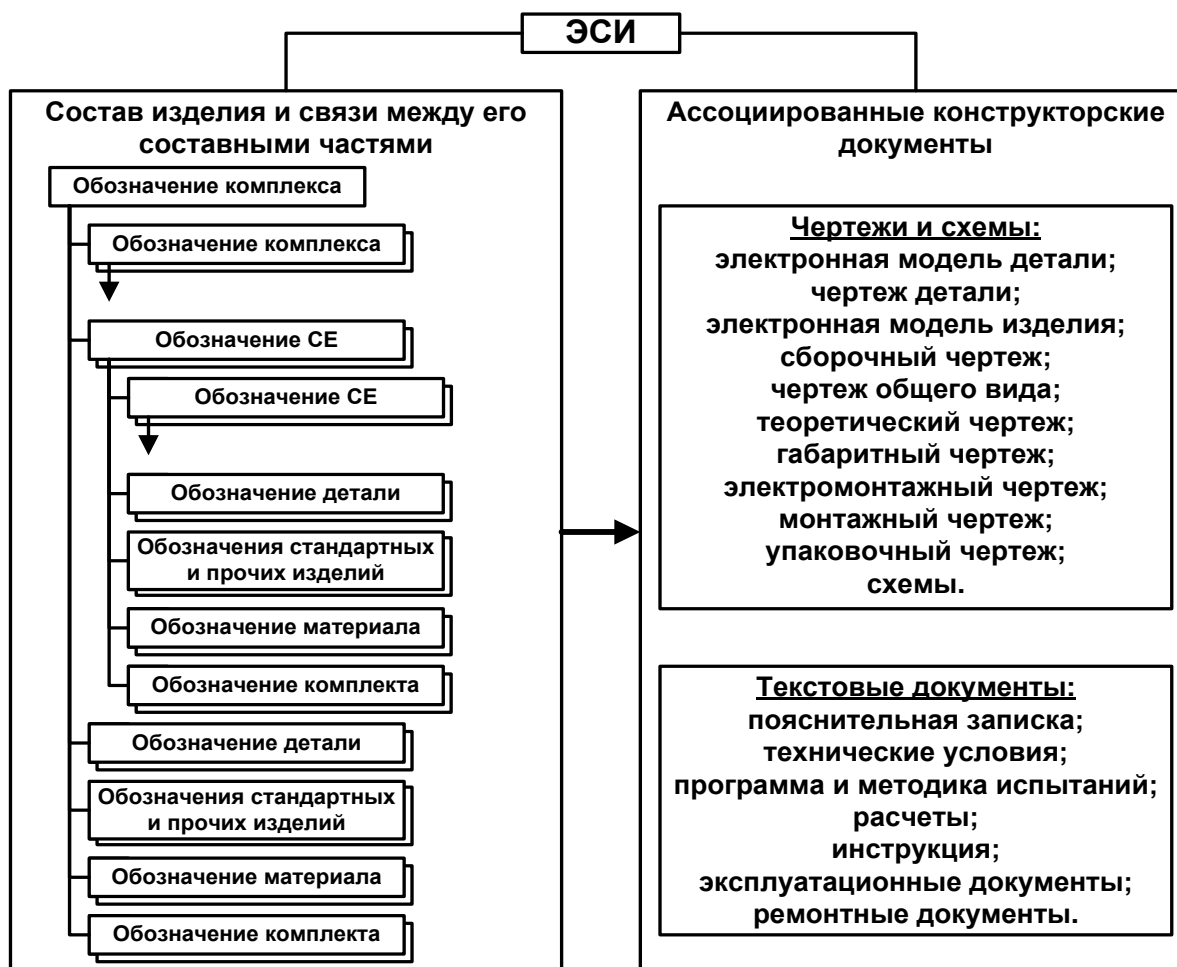 ЭСИ
Состав изделия и связи между его
составными частями
Обозначение комплекса
Обозначение комплекса
Обозначение СЕ
Обозначение СЕ
Обозначение детали
Обозначения стандартных
и прочих изделий
Обозначение материала
Обозначение комплекта
Обозначение детали
Обозначения стандартных
и прочих изделий
Обозначение материала
Обозначение комплекта
Ассоциированные конструкторские
документы
Чертежи и схемы:
электронная модель детали;
чертеж детали;
электронная модель изделия;
сборочный чертеж;
чертеж общего вида;
теоретический чертеж;
габаритный чертеж;
электромонтажный чертеж;
монтажный чертеж;
упаковочный чертеж;
схемы.
Текстовые документы:
пояснительная записка;
технические условия;
программа и методика испытаний;
расчеты;
инструкция;
эксплуатационные документы;
ремонтные документы.